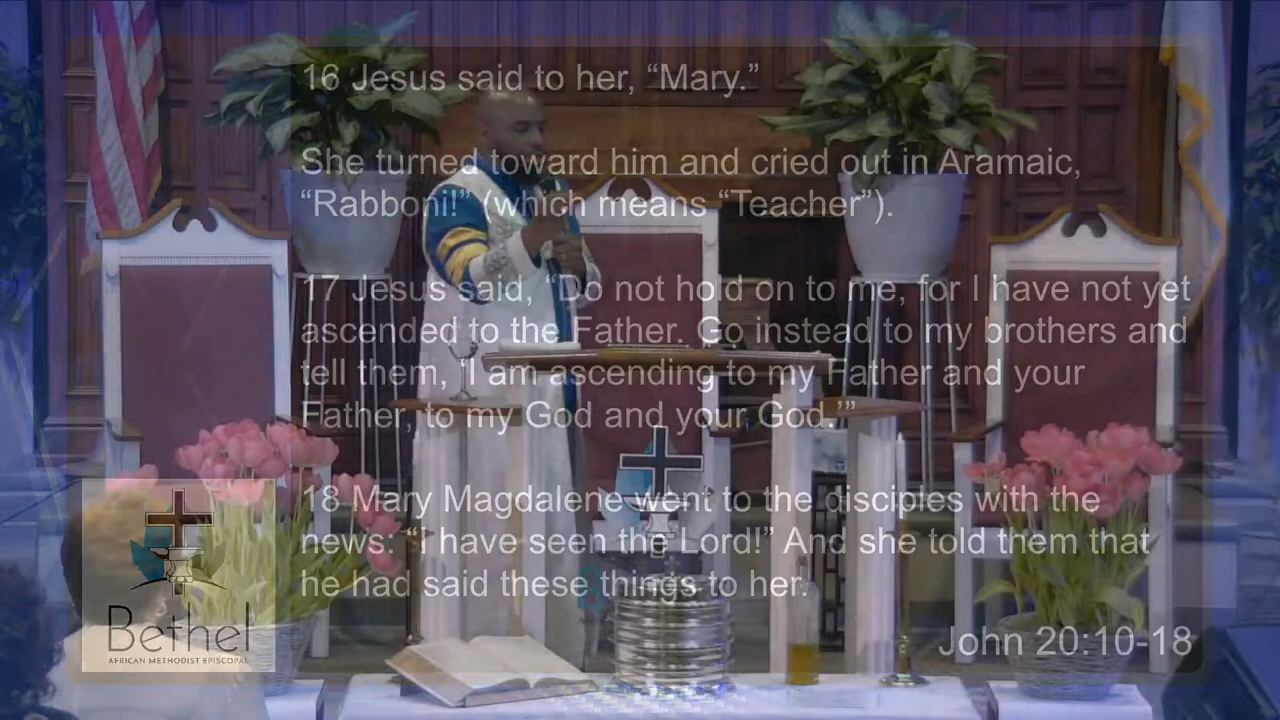 16 Jesus said to her, “Mary.”
She turned toward him and cried out in Aramaic,
“Rabboni!” (which means “Teacher”).
17 Jesus said, “Do not hold on to me, for I have not yet
ascended to the Father. Go instead to my brothers and
tell them, ‘I am ascending to my Father and your
Father, to my God and your God.’”
18 Mary Magdalene went to the disciples with the
news: “I have seen the Lord!” And she told them that
he had said these things to her.
John 20:10-18
Bethel
AFRICAN METHODIST EPISCOPAL